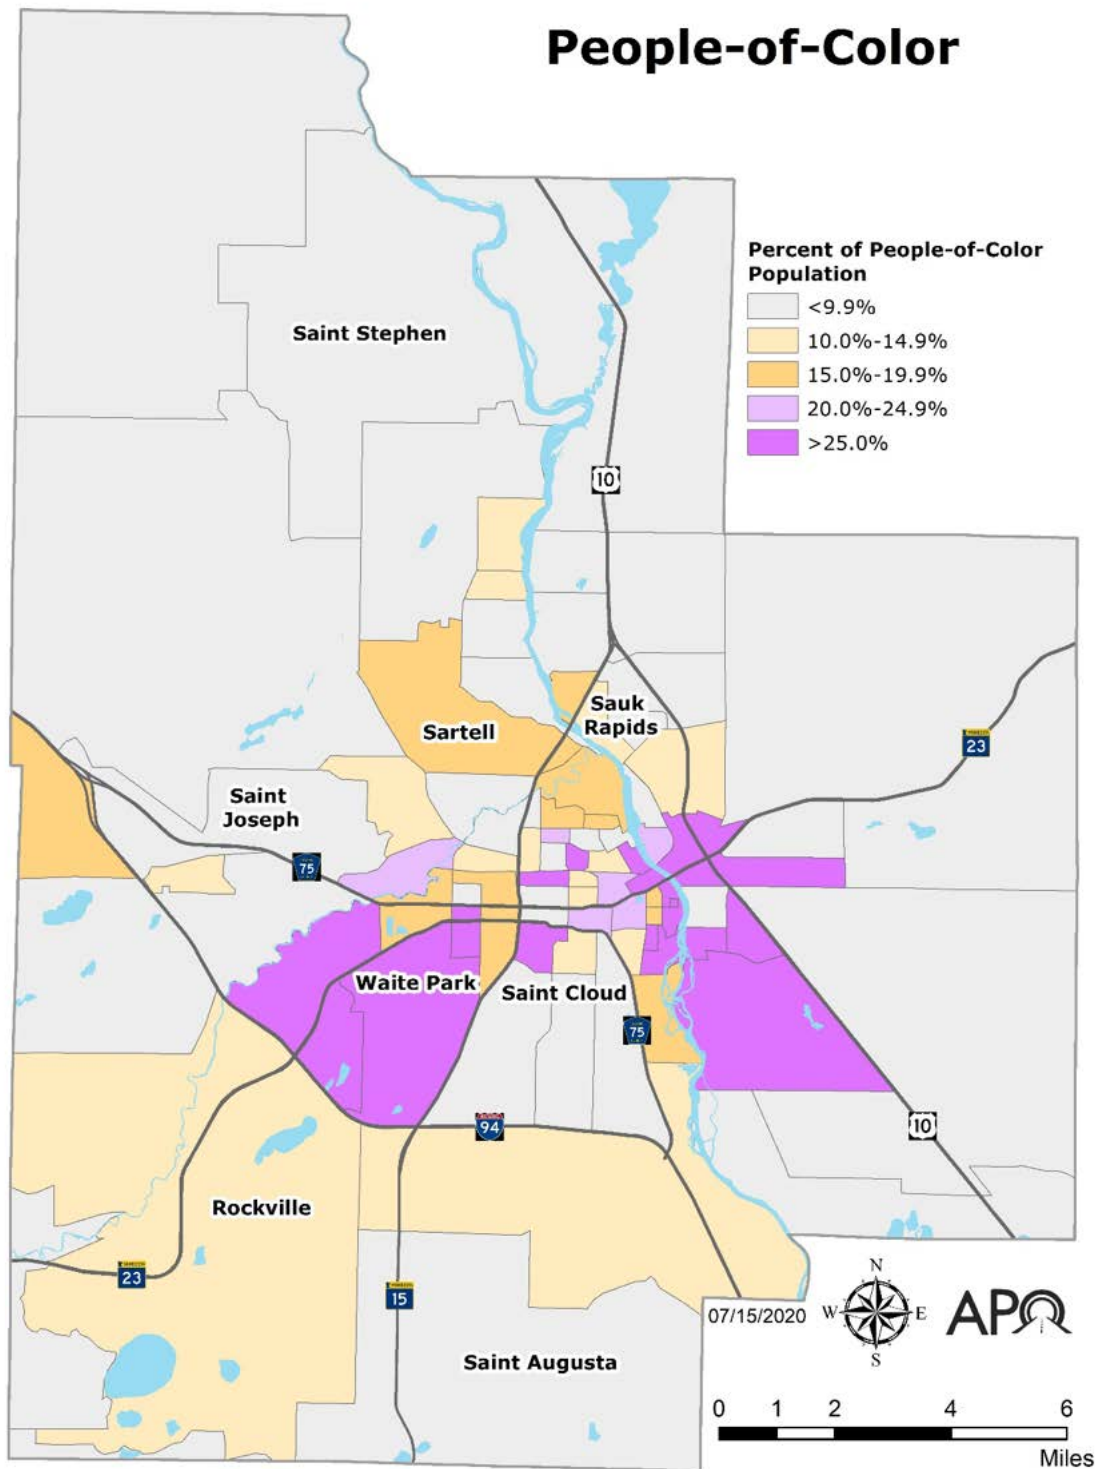 People-of-Color
Percent of People-of-Color
Population
<9.9%
10.0%-14.9%
15.0%-19.9%
20.0%-24.9%
>25.0%
Saint Stephen
10
Sauk
Rapids
Sartell
23
Saint
Joseph
75
Waite Park
Saint Cloud
75
94
10
Rockville
23
15
N
W E
S
07/15/2020
APO
Saint Augusta
0 1 2 4 6
Miles